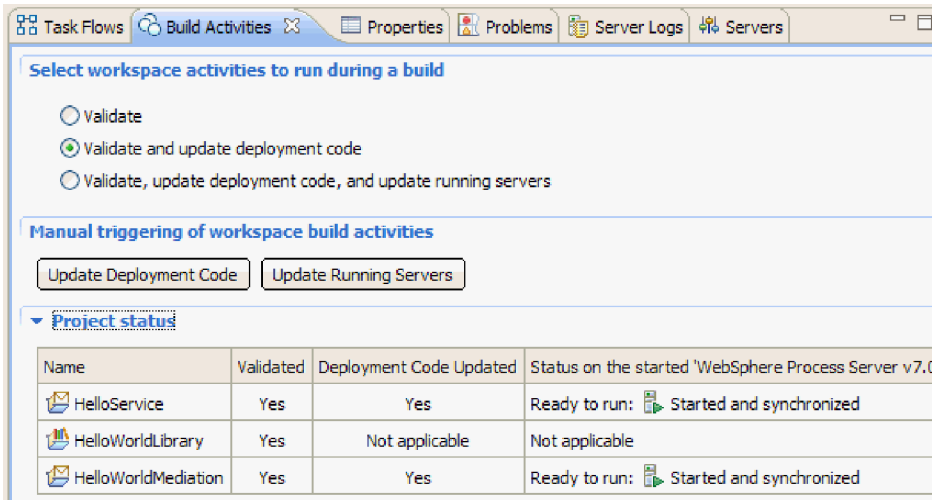 Task Flows Build Activities Properties Problems Server Logs Servers
Select workspace activities to run during a build
Validate
Validate and update deployment code
Validate, update deployment code, and update running servers
Manual triggering of workspace build activities
Update Deployment Code Update Running Servers
Project status
Name Validated Deployment Code Updated Status on the started 'WebSphere Process Server v7.0
HelloService Yes Yes Ready to run: Started and synchronized
HelloWorldLibrary Yes Not applicable Not applicable
HelloWorldMediation Yes Yes Ready to run: Started and synchronized